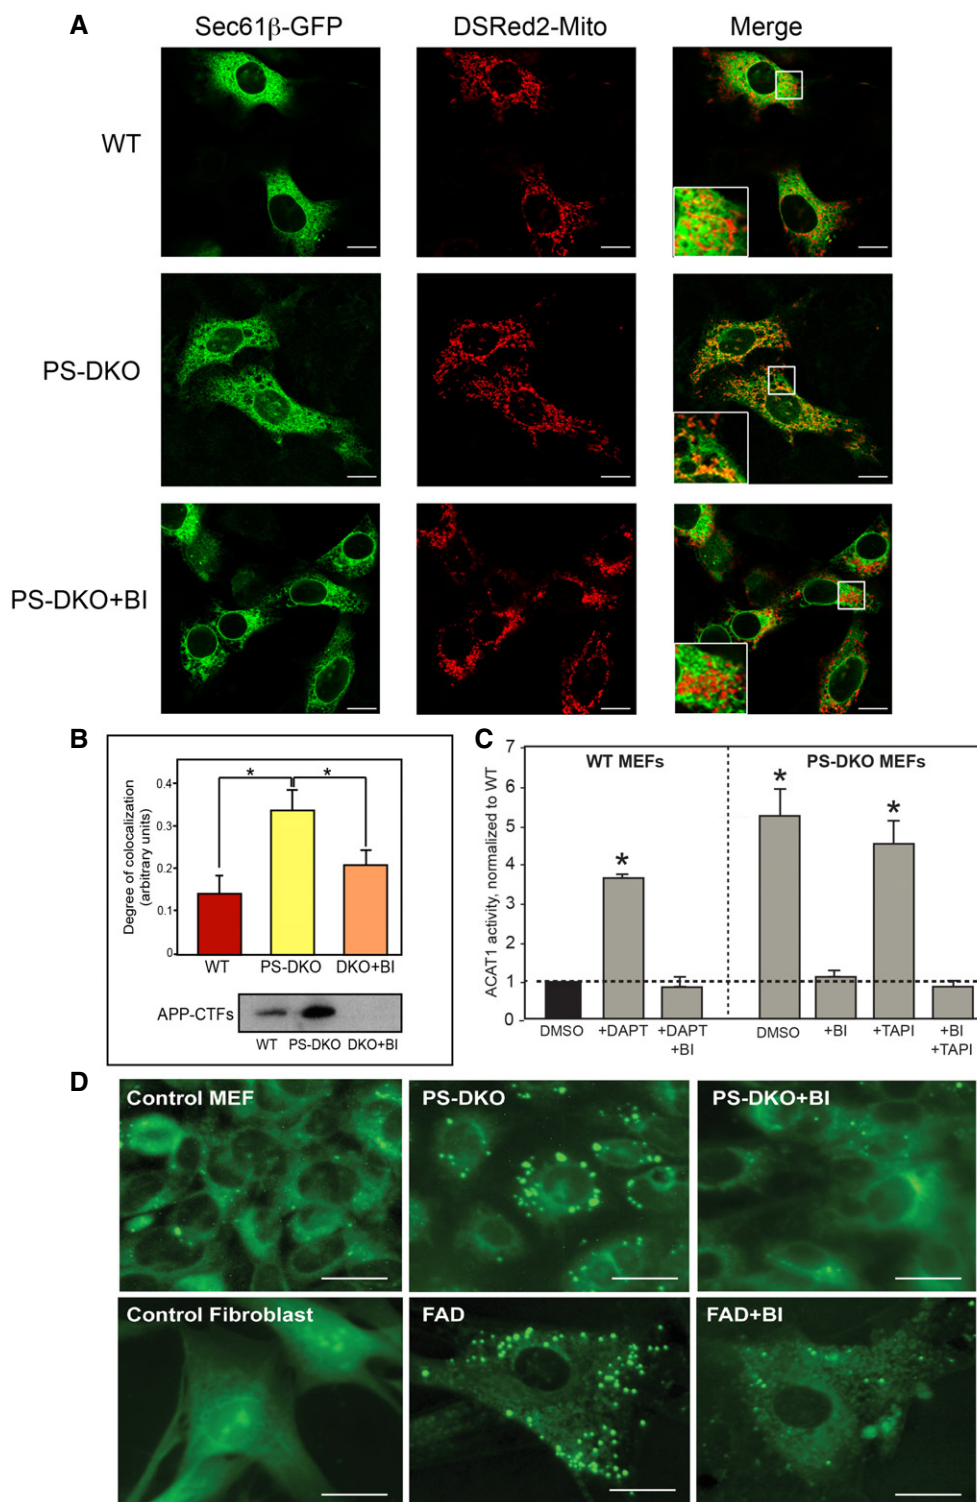 A
Sec61β-GFP DSRed2-Mito Merge
WT
PS-DKO
PS-DKO+BI
B
Degree of colocalization
(arbitrary units)
0.4
0.3
0.2
0.1
0
* *
WT PS-DKO DKO+BI
APP-CTFs
WT PS-DKO DKO+BI
C
ACAT1 activity, normalized to WT
7
6
5
4
3
2
1
0
WT MEFs PS-DKO MEFs
* * *
DMSO +DAPT +DAPT DMSO +BI +TAPI +BI
+BI +TAPI
D
Control MEF PS-DKO PS-DKO+BI
Control Fibroblast FAD FAD+BI